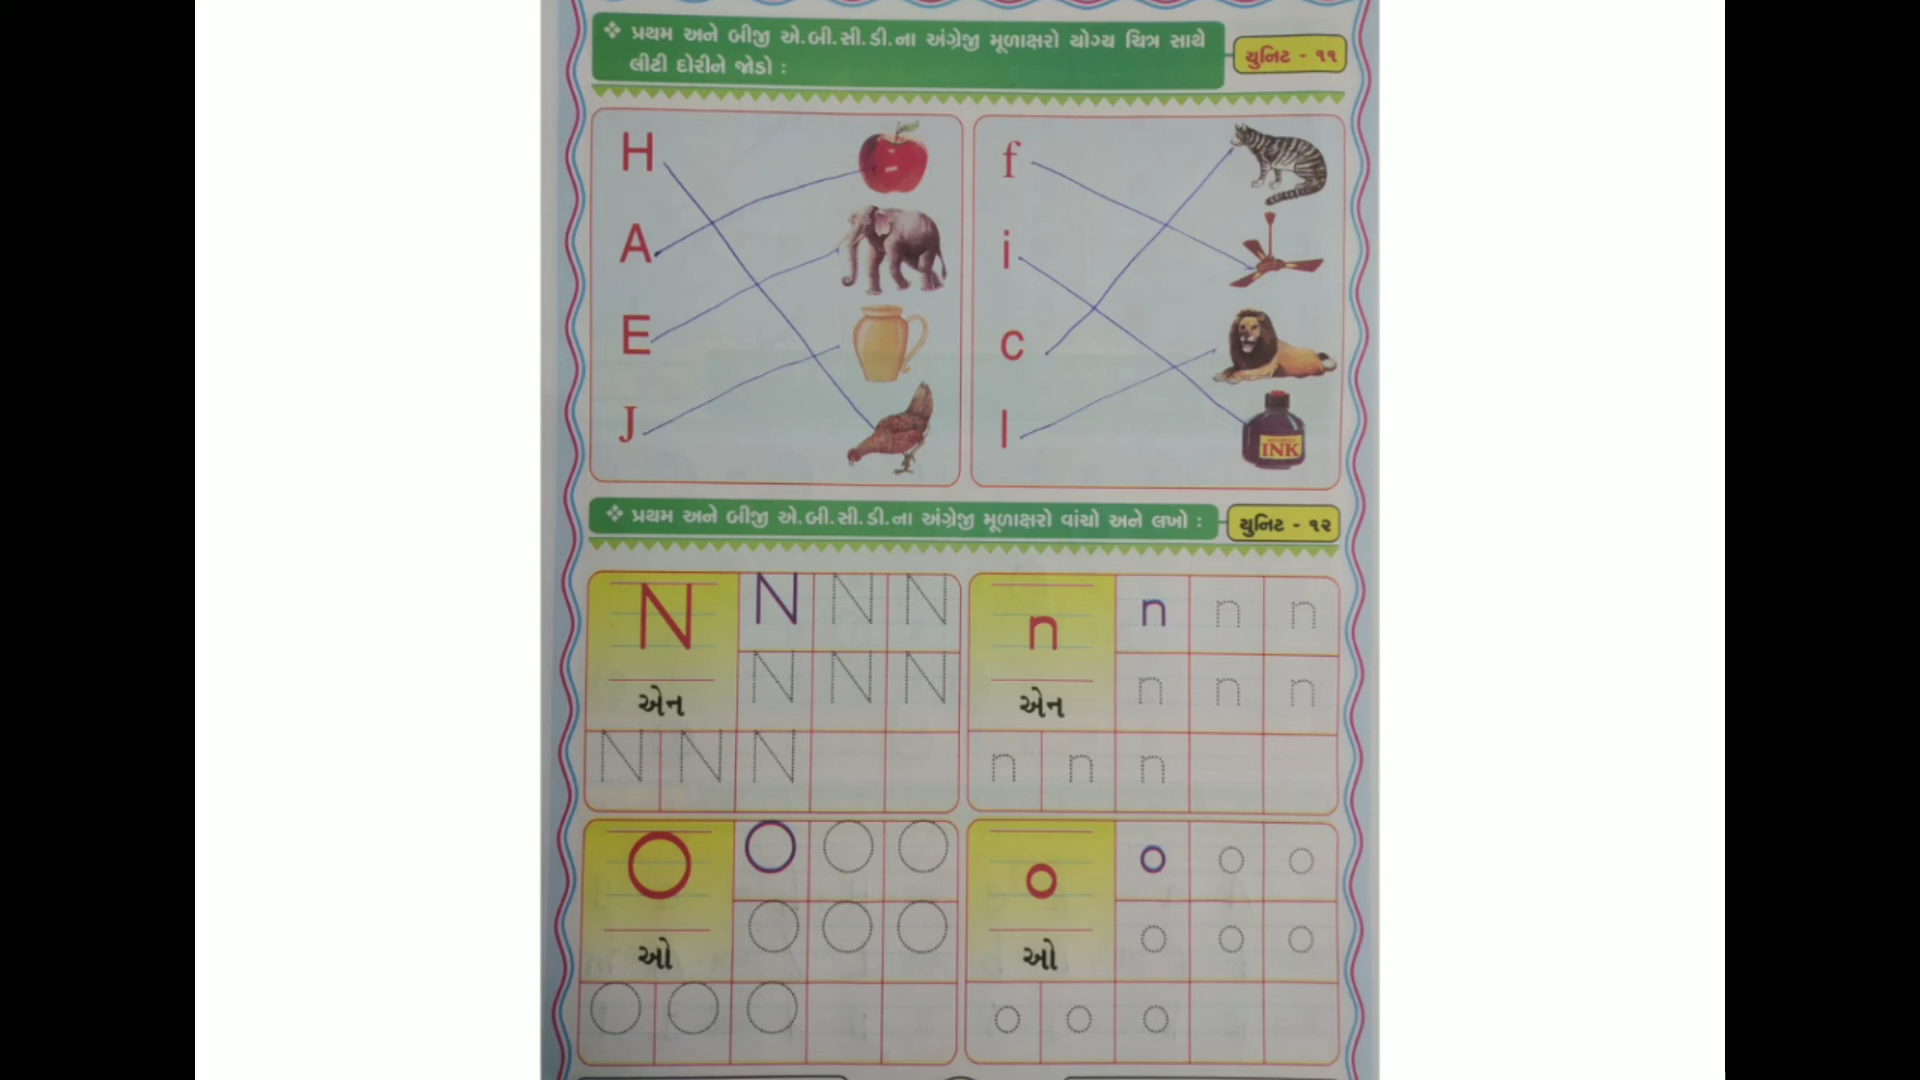 ❖ પ્રથમ અને બીજી એ.બી.સી.ડી.ના અંગ્રેજી મૂળાક્ષરો યોગ્ય ચિત્ર સાથે
લીટી દોરીને જોડો :
યુનિટ - ૧૧
H
A
E
J
f
i
c
l
INK
❖ પ્રથમ અને બીજી એ.બી.સી.ડી.ના અંગ્રેજી મૂળાક્ષરો વાંચો અને લખો :
યુનિટ - ૧૨
N N N N
N N N
એન
N N N
n n n n
n n n
એન
n n n
O O O O
O O O
ઓ
O O O
o o o o
o o o
ઓ
o o o